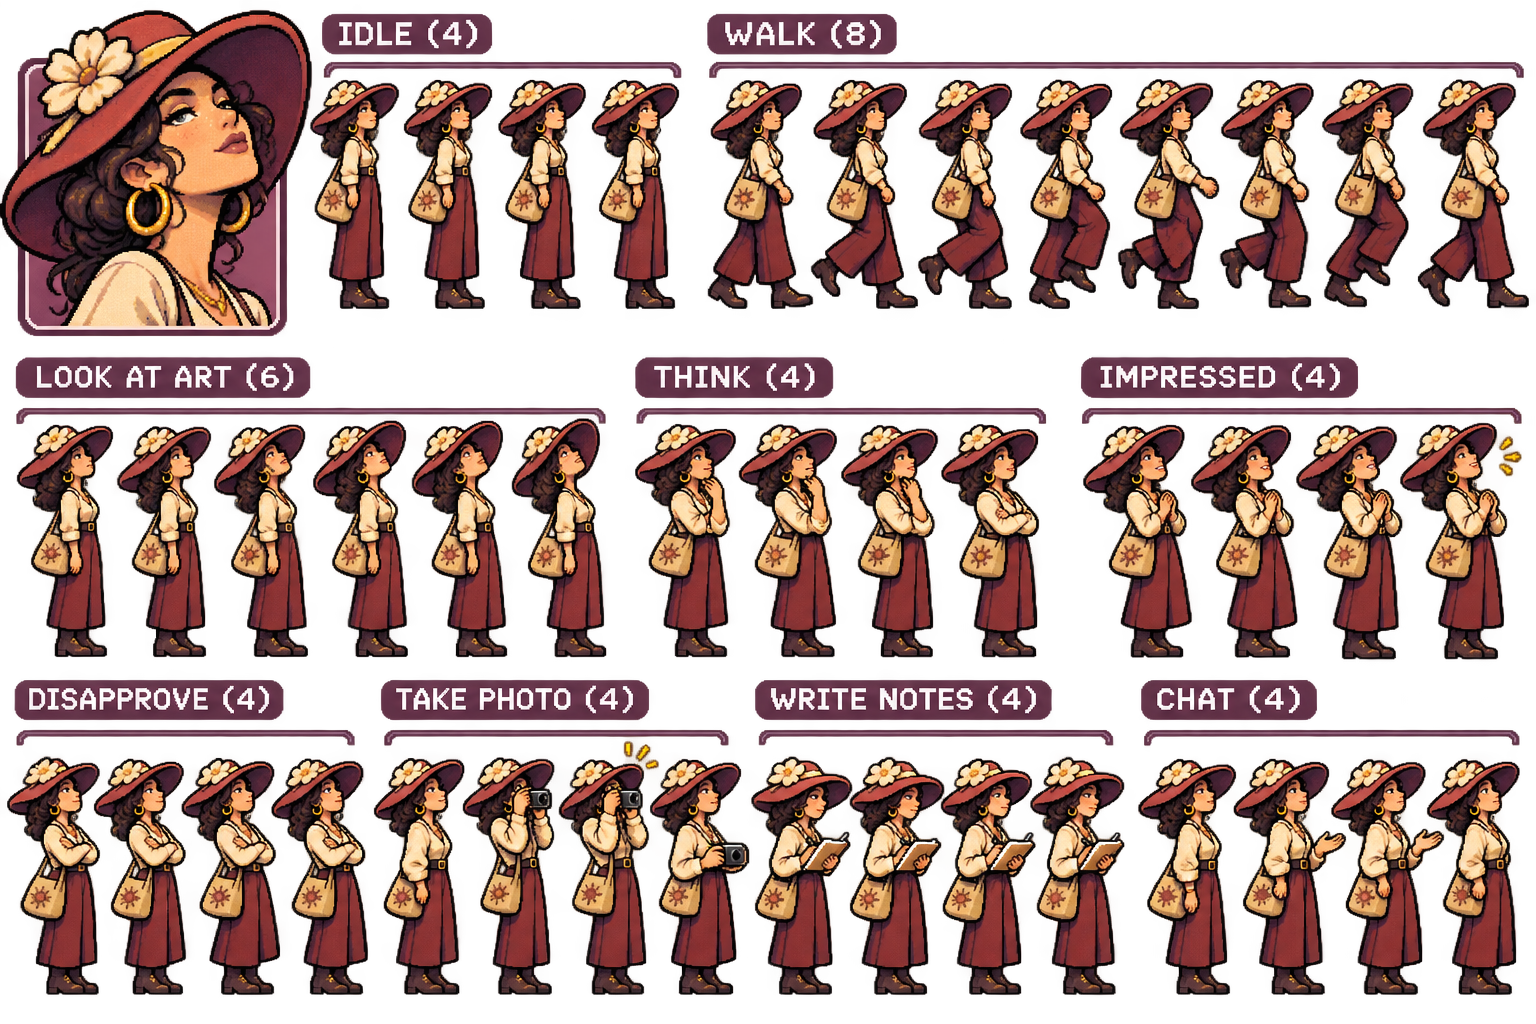 IDLE (4)
WALK (8)
LOOK AT ART (6)
THINK (4)
IMPRESSED (4)
DISAPPROVE (4)
TAKE PHOTO (4)
WRITE NOTES (4)
CHAT (4)